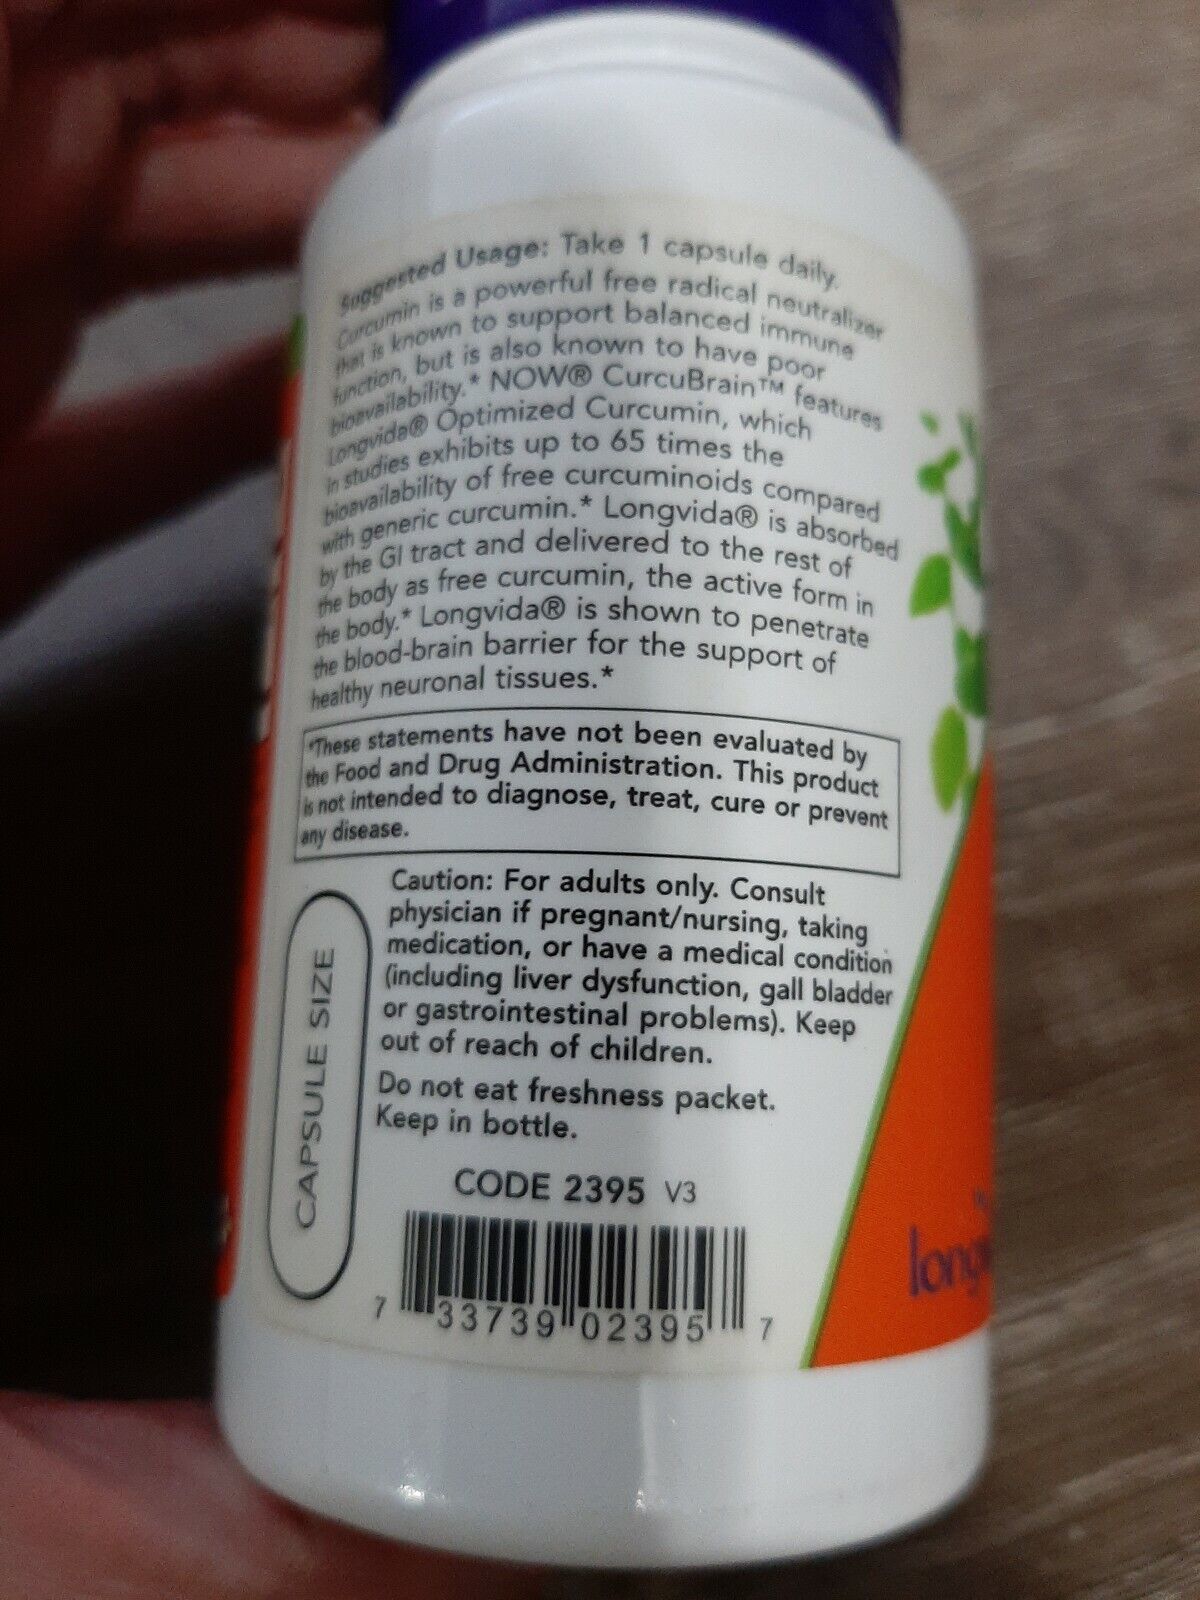 Suggested Usage: Take 1 capsule daily.
Curcumin is a powerful free radical neutralizer
that is known to support balanced immune
function, but is also known to have poor
bioavailability.* NOW® CurcuBrain™ features
Longvida® Optimized Curcumin, which
in studies exhibits up to 65 times the
bioavailability of free curcuminoids compared
with generic curcumin.* Longvida® is absorbed
by the GI tract and delivered to the rest of
the body as free curcumin, the active form in
the body.* Longvida® is shown to penetrate
the blood-brain barrier for the support of
healthy neuronal tissues.*
*These statements have not been evaluated by
the Food and Drug Administration. This product
is not intended to diagnose, treat, cure or prevent
any disease.
Caution: For adults only. Consult
physician if pregnant/nursing, taking
medication, or have a medical condition
(including liver dysfunction, gall bladder
or gastrointestinal problems). Keep
out of reach of children.
Do not eat freshness packet.
Keep in bottle.
CAPSULE SIZE
CODE 2395 V3
7 33739 02395 7